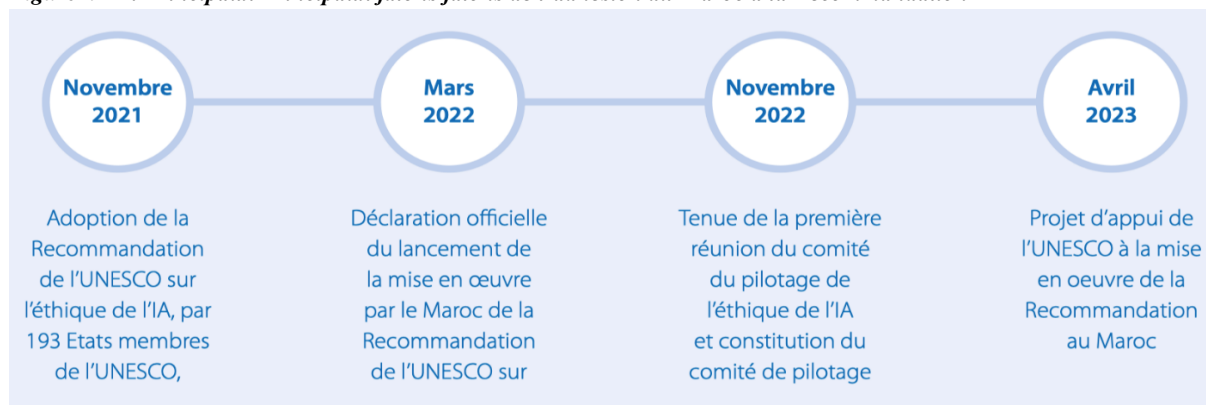 Novembre
2021
Mars
2022
Novembre
2022
Avril
2023
Adoption de la
Recommandation
de l’UNESCO sur
l’éthique de l’IA, par
193 Etats membres
de l’UNESCO,
Déclaration officielle
du lancement de
la mise en œuvre
par le Maroc de la
Recommandation
de l’UNESCO sur
Tenue de la première
réunion du comité
du pilotage de
l’éthique de l’IA
et constitution du
comité de pilotage
Projet d’appui de
l’UNESCO à la mise
en oeuvre de la
Recommandation
au Maroc